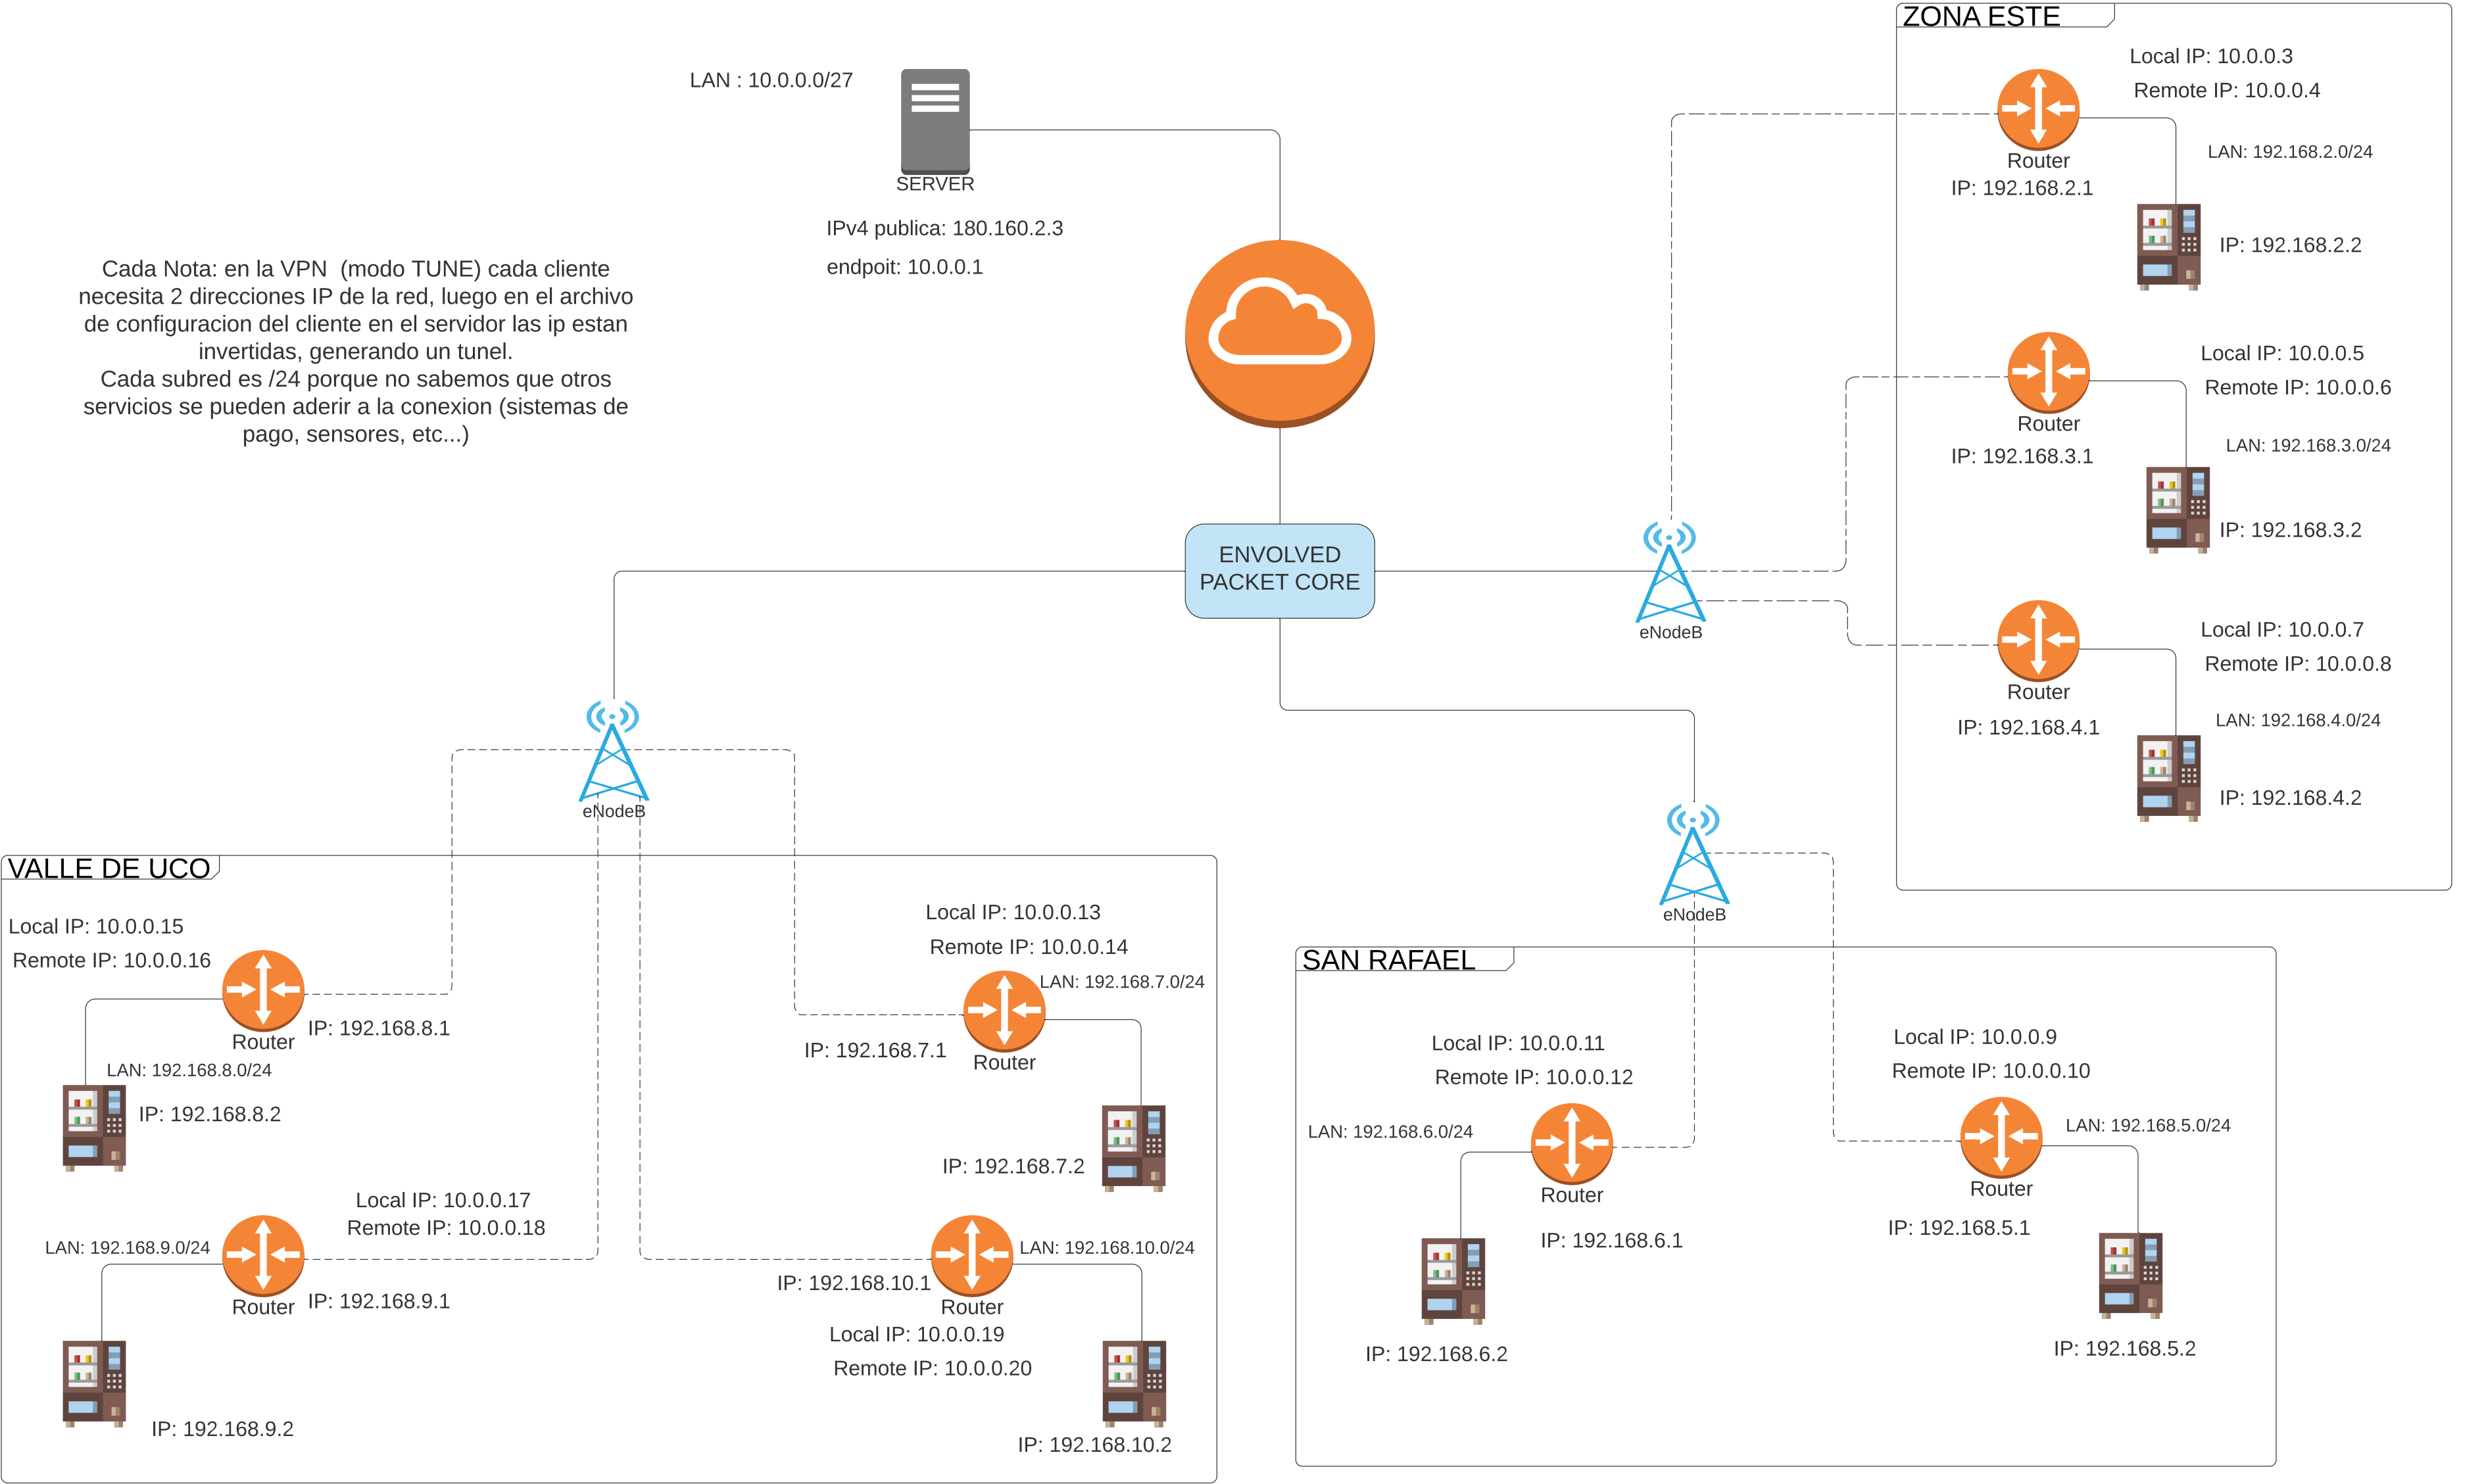 ZONA ESTE
Local IP: 10.0.0.3
Remote IP: 10.0.0.4
LAN : 10.0.0.0/27
SERVER
IPv4 publica: 180.160.2.3
endpoit: 10.0.0.1
Router
IP: 192.168.2.1
LAN: 192.168.2.0/24
IP: 192.168.2.2
Cada Nota: en la VPN  (modo TUNE) cada cliente
necesita 2 direcciones IP de la red, luego en el archivo
de configuracion del cliente en el servidor las ip estan
invertidas, generando un tunel.
Cada subred es /24 porque no sabemos que otros
servicios se pueden aderir a la conexion (sistemas de
pago, sensores, etc...)
Local IP: 10.0.0.5
Remote IP: 10.0.0.6
Router
IP: 192.168.3.1
LAN: 192.168.3.0/24
IP: 192.168.3.2
ENVOLVED
PACKET CORE
eNodeB
Local IP: 10.0.0.7
Remote IP: 10.0.0.8
Router
IP: 192.168.4.1
LAN: 192.168.4.0/24
IP: 192.168.4.2
eNodeB
eNodeB
VALLE DE UCO
Local IP: 10.0.0.15
Remote IP: 10.0.0.16
Router
IP: 192.168.8.1
LAN: 192.168.8.0/24
IP: 192.168.8.2
Local IP: 10.0.0.13
Remote IP: 10.0.0.14
LAN: 192.168.7.0/24
IP: 192.168.7.1
Router
IP: 192.168.7.2
Local IP: 10.0.0.17
Remote IP: 10.0.0.18
LAN: 192.168.9.0/24
Router
IP: 192.168.9.1
IP: 192.168.9.2
LAN: 192.168.10.0/24
IP: 192.168.10.1
Router
Local IP: 10.0.0.19
Remote IP: 10.0.0.20
IP: 192.168.10.2
SAN RAFAEL
Local IP: 10.0.0.11
Remote IP: 10.0.0.12
LAN: 192.168.6.0/24
Router
IP: 192.168.6.1
IP: 192.168.6.2
Local IP: 10.0.0.9
Remote IP: 10.0.0.10
LAN: 192.168.5.0/24
Router
IP: 192.168.5.1
IP: 192.168.5.2